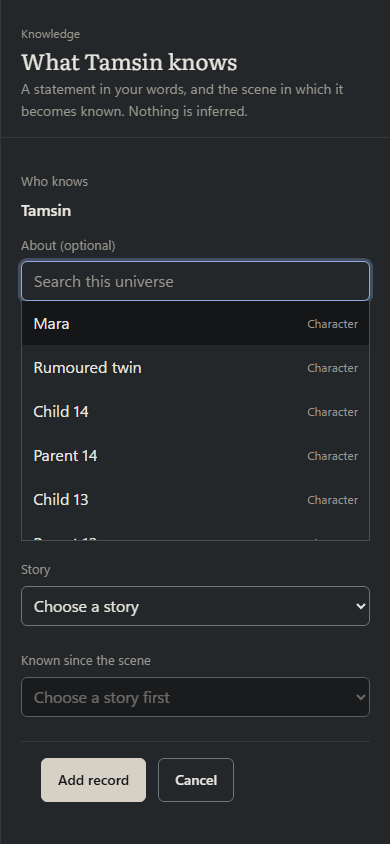 Knowledge
What Tamsin knows
A statement in your words, and the scene in which it
becomes known. Nothing is inferred.
Who knows
Tamsin
About (optional)
Search this universe
Mara Character
Rumoured twin Character
Child 14 Character
Parent 14 Character
Child 13 Character
Story
Choose a story
Known since the scene
Choose a story first
Add record Cancel